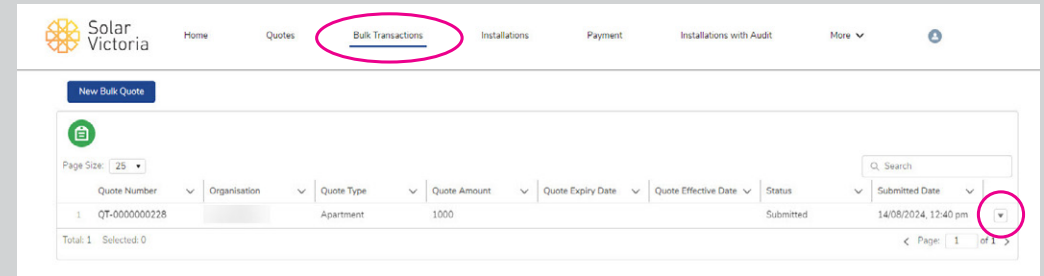 Solar
Victoria
Home Quotes Bulk Transactions Installations Payment Installations with Audit More
New Bulk Quote
Page Size: 25 Search
Quote Number Organisation Quote Type Quote Amount Quote Expiry Date Quote Effective Date Status Submitted Date
1 QT-0000000228 Apartment 1000 Submitted 14/08/2024, 12:40 pm
Total: 1 Selected: 0 Page: 1 of 1